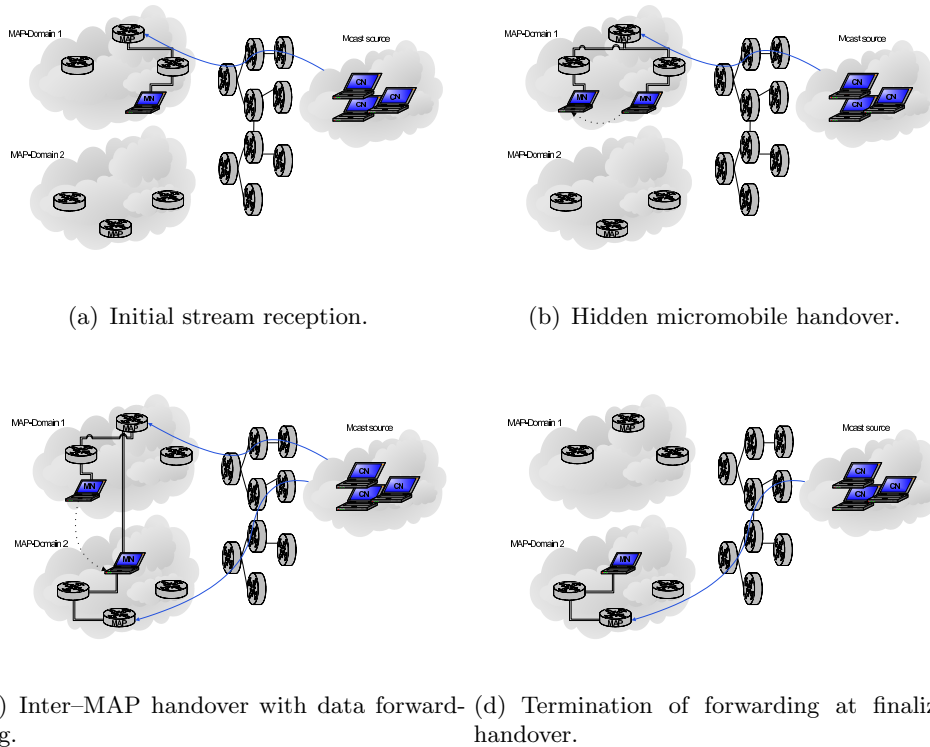 MAP-Domain 1
MAP
MN
Mcast source
CN
CN
CN
MAP-Domain 2
MAP
(a) Initial stream reception.
MAP-Domain 1
MAP
MN
MN
Mcast source
CN
CN
CN
MAP-Domain 2
MAP
(b) Hidden micromobile handover.
MAP-Domain 1
MAP
MN
Mcast source
CN
CN
CN
MAP-Domain 2
MN
MAP
) Inter–MAP handover with data forward-
g.
MAP-Domain 1
MAP
Mcast source
CN
CN
CN
MAP-Domain 2
MN
MAP
(d) Termination of forwarding at finaliz
handover.